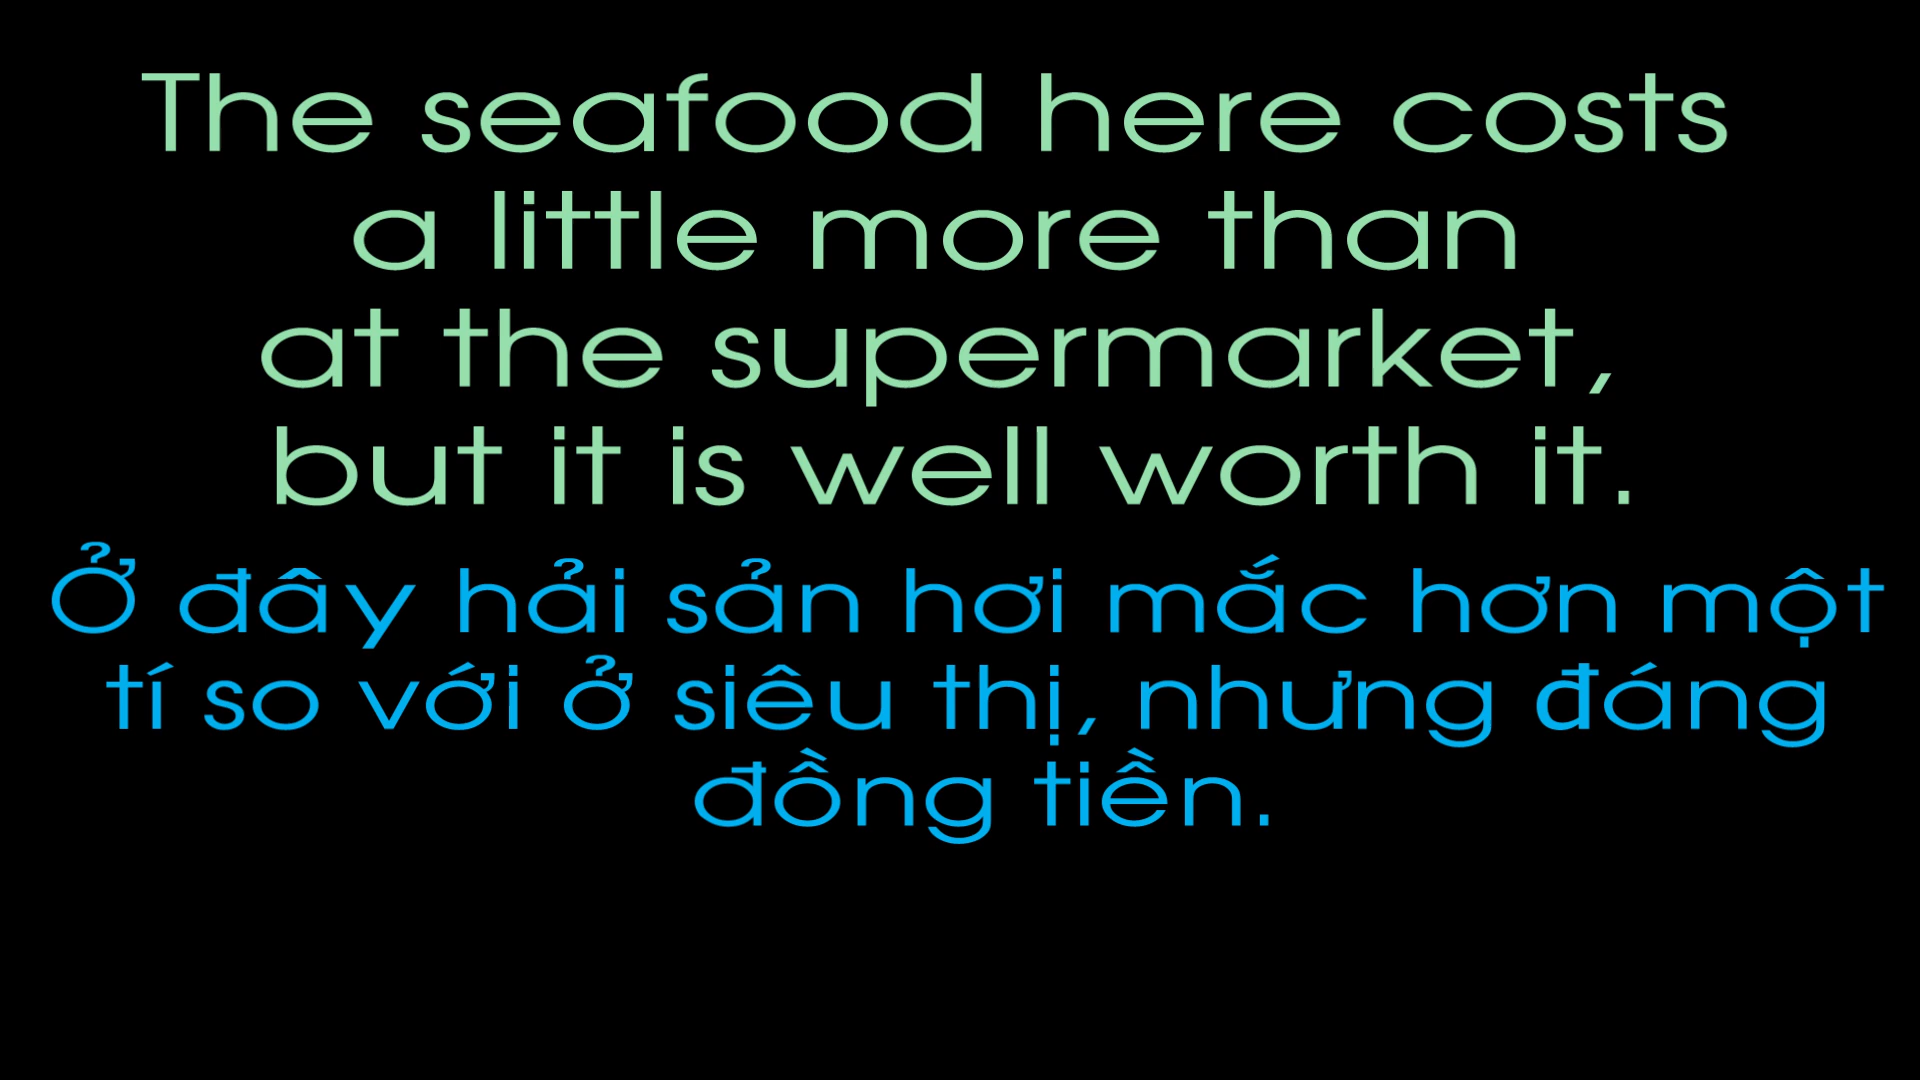 The seafood here costs
a little more than
at the supermarket,
but it is well worth it.
Ở đây hải sản hơi mắc hơn một
tí so với ở siêu thị, nhưng đáng
đồng tiền.